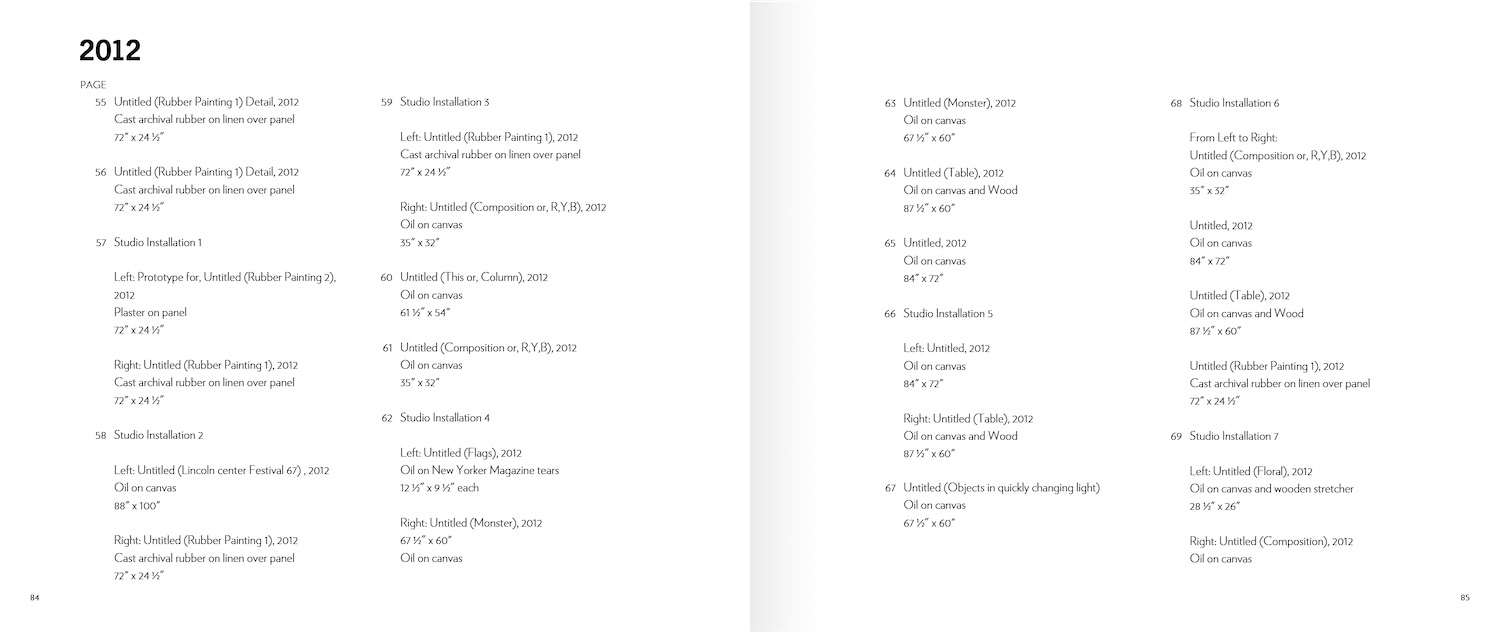 2012
PAGE
55 Untitled (Rubber Painting 1) Detail, 2012
Cast archival rubber on linen over panel
72" x 24 ½"
56 Untitled (Rubber Painting 1) Detail, 2012
Cast archival rubber on linen over panel
72" x 24 ½"
57 Studio Installation 1
Left: Prototype for, Untitled (Rubber Painting 2),
2012
Plaster on panel
72" x 24 ½"
Right: Untitled (Rubber Painting 1), 2012
Cast archival rubber on linen over panel
72" x 24 ½"
58 Studio Installation 2
Left: Untitled (Lincoln center Festival 67) , 2012
Oil on canvas
88" x 100"
Right: Untitled (Rubber Painting 1), 2012
Cast archival rubber on linen over panel
72" x 24 ½"
59 Studio Installation 3
Left: Untitled (Rubber Painting 1), 2012
Cast archival rubber on linen over panel
72" x 24 ½"
Right: Untitled (Composition or, R,Y,B), 2012
Oil on canvas
35" x 32"
60 Untitled (This or, Column), 2012
Oil on canvas
61 ½" x 54"
61 Untitled (Composition or, R,Y,B), 2012
Oil on canvas
35" x 32"
62 Studio Installation 4
Left: Untitled (Flags), 2012
Oil on New Yorker Magazine tears
12 ½" x 9 ½" each
Right: Untitled (Monster), 2012
67 ½" x 60"
Oil on canvas
84
63 Untitled (Monster), 2012
Oil on canvas
67 ½" x 60"
64 Untitled (Table), 2012
Oil on canvas and Wood
87 ½" x 60"
65 Untitled, 2012
Oil on canvas
84" x 72"
66 Studio Installation 5
Left: Untitled, 2012
Oil on canvas
84" x 72"
Right: Untitled (Table), 2012
Oil on canvas and Wood
87 ½" x 60"
67 Untitled (Objects in quickly changing light)
Oil on canvas
67 ½" x 60"
68 Studio Installation 6
From Left to Right:
Untitled (Composition or, R,Y,B), 2012
Oil on canvas
35" x 32"
Untitled, 2012
Oil on canvas
84" x 72"
Untitled (Table), 2012
Oil on canvas and Wood
87 ½" x 60"
Untitled (Rubber Painting 1), 2012
Cast archival rubber on linen over panel
72" x 24 ½"
69 Studio Installation 7
Left: Untitled (Floral), 2012
Oil on canvas and wooden stretcher
28 ½" x 26"
Right: Untitled (Composition), 2012
Oil on canvas
85